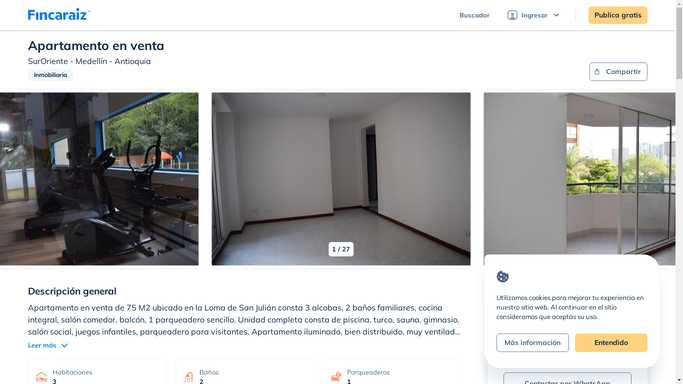 Fincaraiz
Buscador
Ingresar
Publica gratis
Apartamento en venta
SurOriente - Medellín - Antioquia
Inmobiliaria
Compartir
1 / 27
Descripción general
Apartamento en venta de 75 M2 ubicado en la Loma de San Julián consta 3 alcobas, 2 baños familiares, cocina
integral, salón comedor, balcón, 1 parqueadero sencillo. Unidad completa consta de piscina, turco, sauna, gimnasio,
salón social, juegos infantiles, parqueadero para visitantes. Apartamento iluminado, bien distribuido, muy ventilad...
Leer más
Habitaciones
3
Baños
2
Parqueaderos
1
Utilizamos cookies para mejorar tu experiencia en
nuestro sitio web. Al continuar en el sitio
consideramos que aceptas su uso.
Más información
Entendido
Contactar por WhatsApp